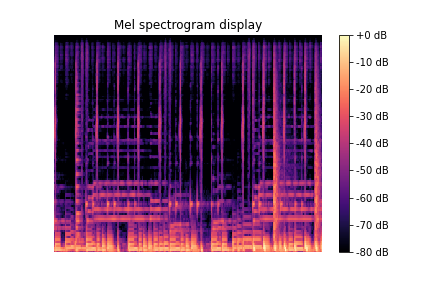 Mel spectrogram display
+0 dB
-10 dB
-20 dB
-30 dB
-40 dB
-50 dB
-60 dB
-70 dB
-80 dB